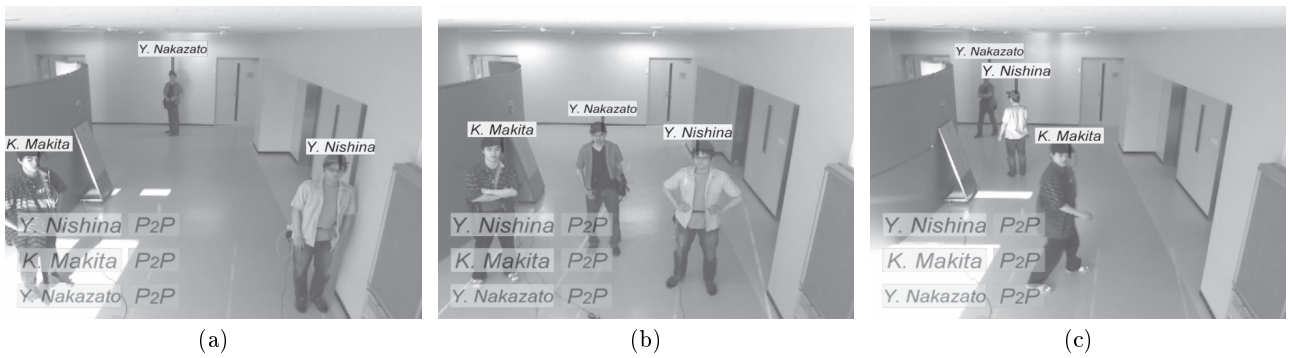 Y. Nakazato
K. Makita
Y. Nishina
Y. Nishina P2P
K. Makita P2P
Y. Nakazato P2P
(a)
Y. Nakazato
K. Makita
Y. Nishina
Y. Nishina P2P
K. Makita P2P
Y. Nakazato P2P
(b)
Y. Nakazato
Y. Nishina
K. Makita
Y. Nishina P2P
K. Makita P2P
Y. Nakazato P2P
(c)